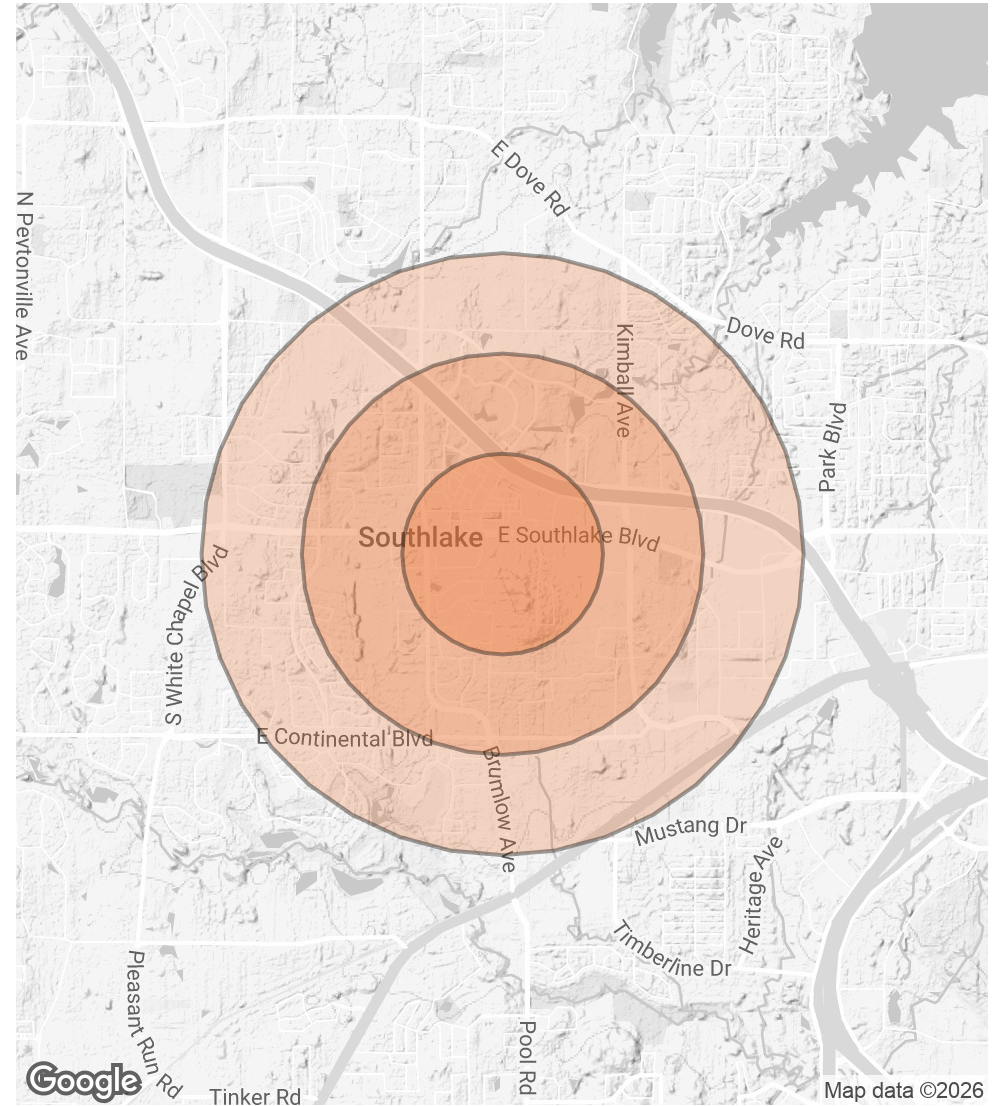 E Dove Rd
N Peytonville Ave
Dove Rd
Kimball Ave
Park Blvd
Southlake
E Southlake Blvd
S White Chapel Blvd
E Continental Blvd
Brumlow Ave
Mustang Dr
Heritage Ave
Timberline Dr
Pleasant Run Rd
Pool Rd
Google
Tinker Rd
Map data ©2026